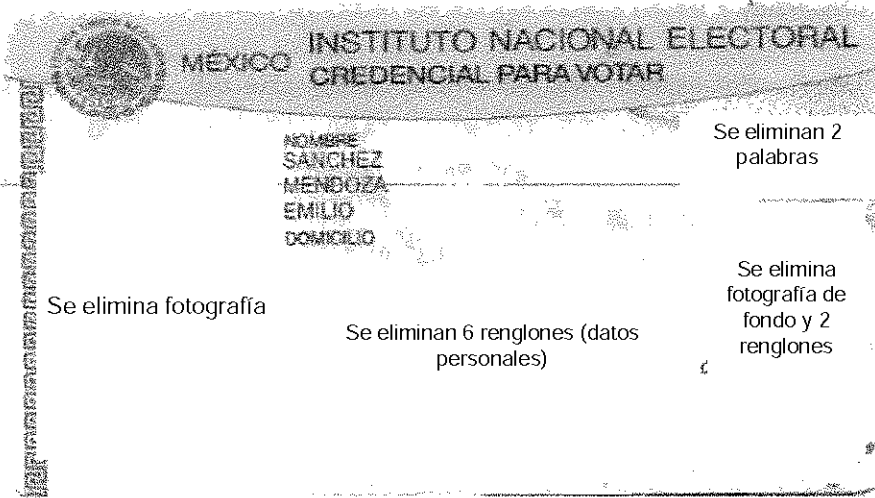 MÉXICO INSTITUTO NACIONAL ELECTORAL
CREDENCIAL PARA VOTAR
NOMBRE
SANCHEZ
MENDOZA
EMILIO
DOMICILIO
Se eliminan 2
palabras
Se elimina fotografía
Se eliminan 6 renglones (datos
personales)
Se elimina
fotografía de
fondo y 2
renglones